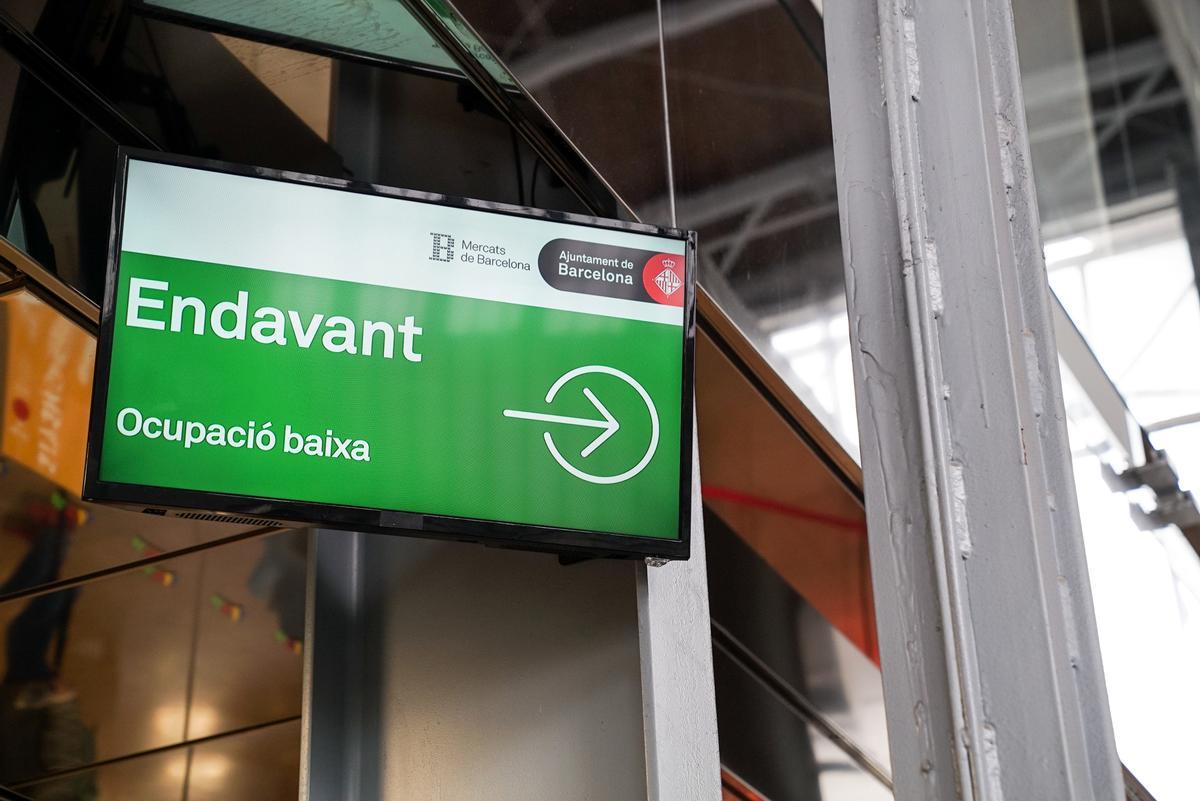 Mercats
de Barcelona
Ajuntament de
Barcelona
Endavant
Ocupació baixa